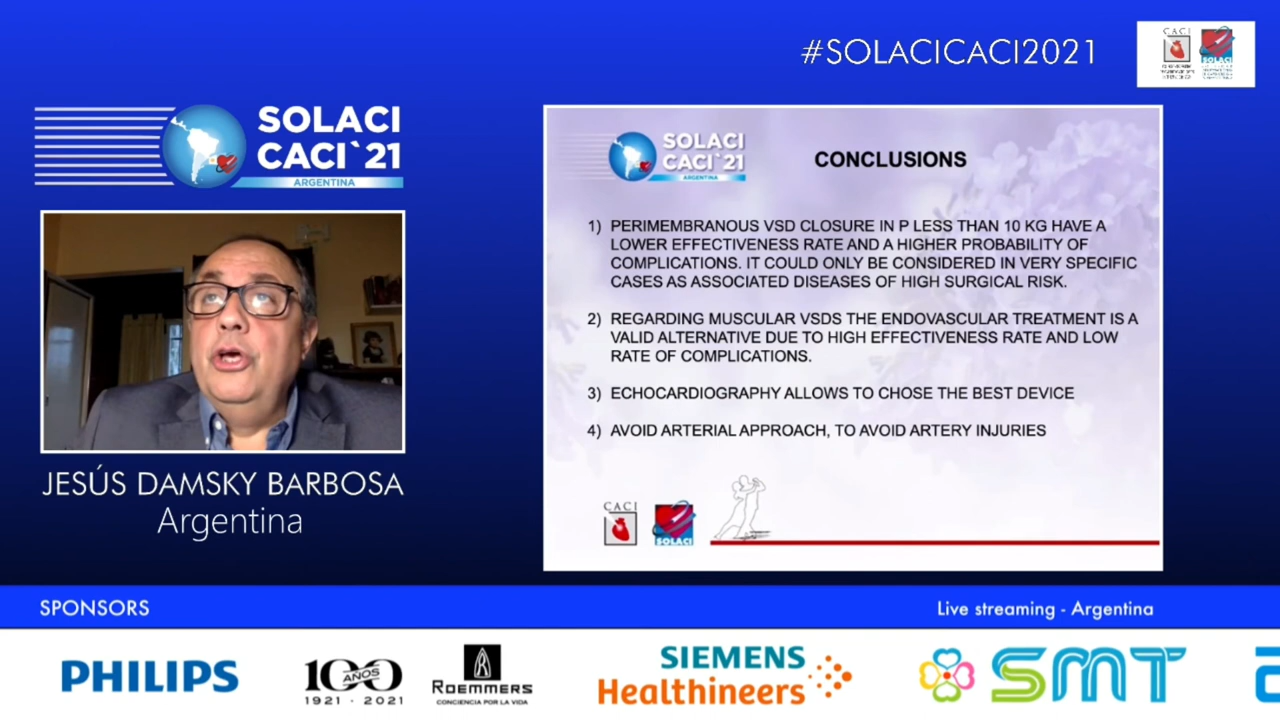 #SOLACICACI2021
CACI
SOLACI
SOLACI
CACI`21
ARGENTINA
JESÚS DAMSKY BARBOSA
Argentina
SOLACI
CACI`21
ARGENTINA
CONCLUSIONS
1) PERIMEMBRANOUS VSD CLOSURE IN P LESS THAN 10 KG HAVE A
LOWER EFFECTIVENESS RATE AND A HIGHER PROBABILITY OF
COMPLICATIONS. IT COULD ONLY BE CONSIDERED IN VERY SPECIFIC
CASES AS ASSOCIATED DISEASES OF HIGH SURGICAL RISK.
2) REGARDING MUSCULAR VSDS THE ENDOVASCULAR TREATMENT IS A
VALID ALTERNATIVE DUE TO HIGH EFFECTIVENESS RATE AND LOW
RATE OF COMPLICATIONS.
3) ECHOCARDIOGRAPHY ALLOWS TO CHOSE THE BEST DEVICE
4) AVOID ARTERIAL APPROACH, TO AVOID ARTERY INJURIES
CACI
SOLACI
SPONSORS
Live streaming - Argentina
PHILIPS
100
AÑOS
1921 · 2021
ROEMMERS
CONCIENCIA POR LA VIDA
SIEMENS
Healthineers
SMT